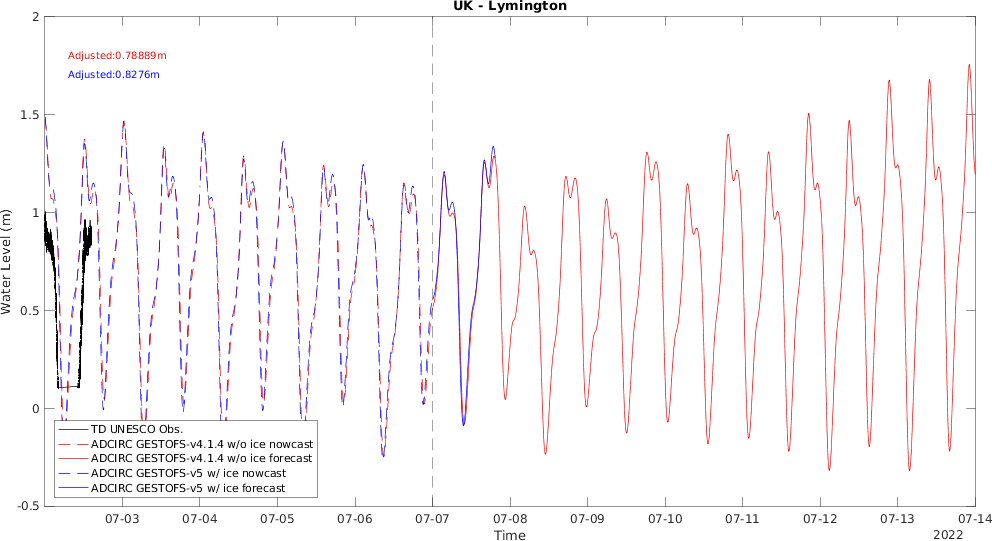 UK - Lymington
2
Adjusted:0.78889m
Adjusted:0.8276m
1.5
1
Water Level (m)
0.5
0
-0.5
TD UNESCO Obs.
ADCIRC GESTOFS-v4.1.4 w/o ice nowcast
ADCIRC GESTOFS-v4.1.4 w/o ice forecast
ADCIRC GESTOFS-v5 w/ ice nowcast
ADCIRC GESTOFS-v5 w/ ice forecast
07-03 07-04 07-05 07-06 07-07 07-08 07-09 07-10 07-11 07-12 07-13 07-14
Time
2022